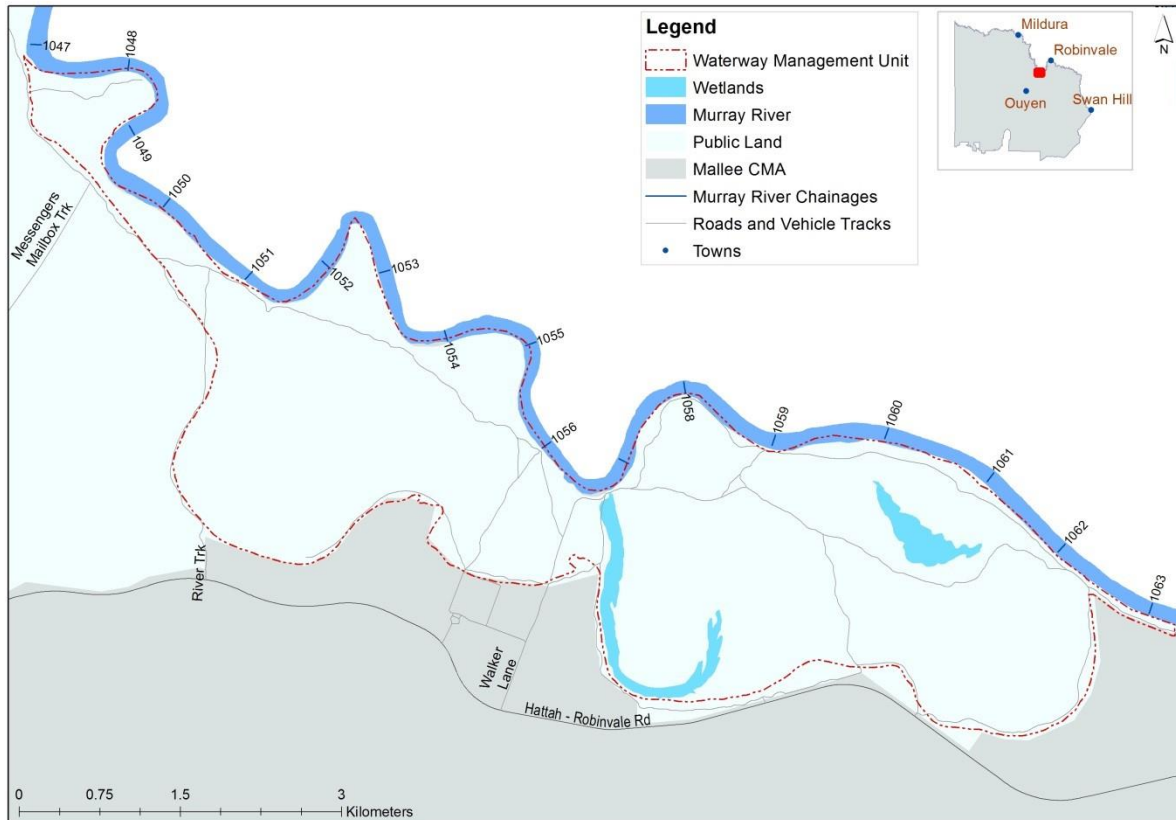 Legend
Waterway Management Unit
Wetlands
Murray River
Public Land
Mallee CMA
Murray River Chainages
Roads and Vehicle Tracks
Towns
Mildura
Robinvale
Ouyen
Swan Hill
N
1047
1048
1049
1050
1051
1052
1053
1054
1055
1056
1058
1059
1060
1061
1062
1063
Messengers
Mailbox Trk
River Trk
Walker
Lane
Hattah - Robinvale Rd
0 0.75 1.5 3
Kilometers